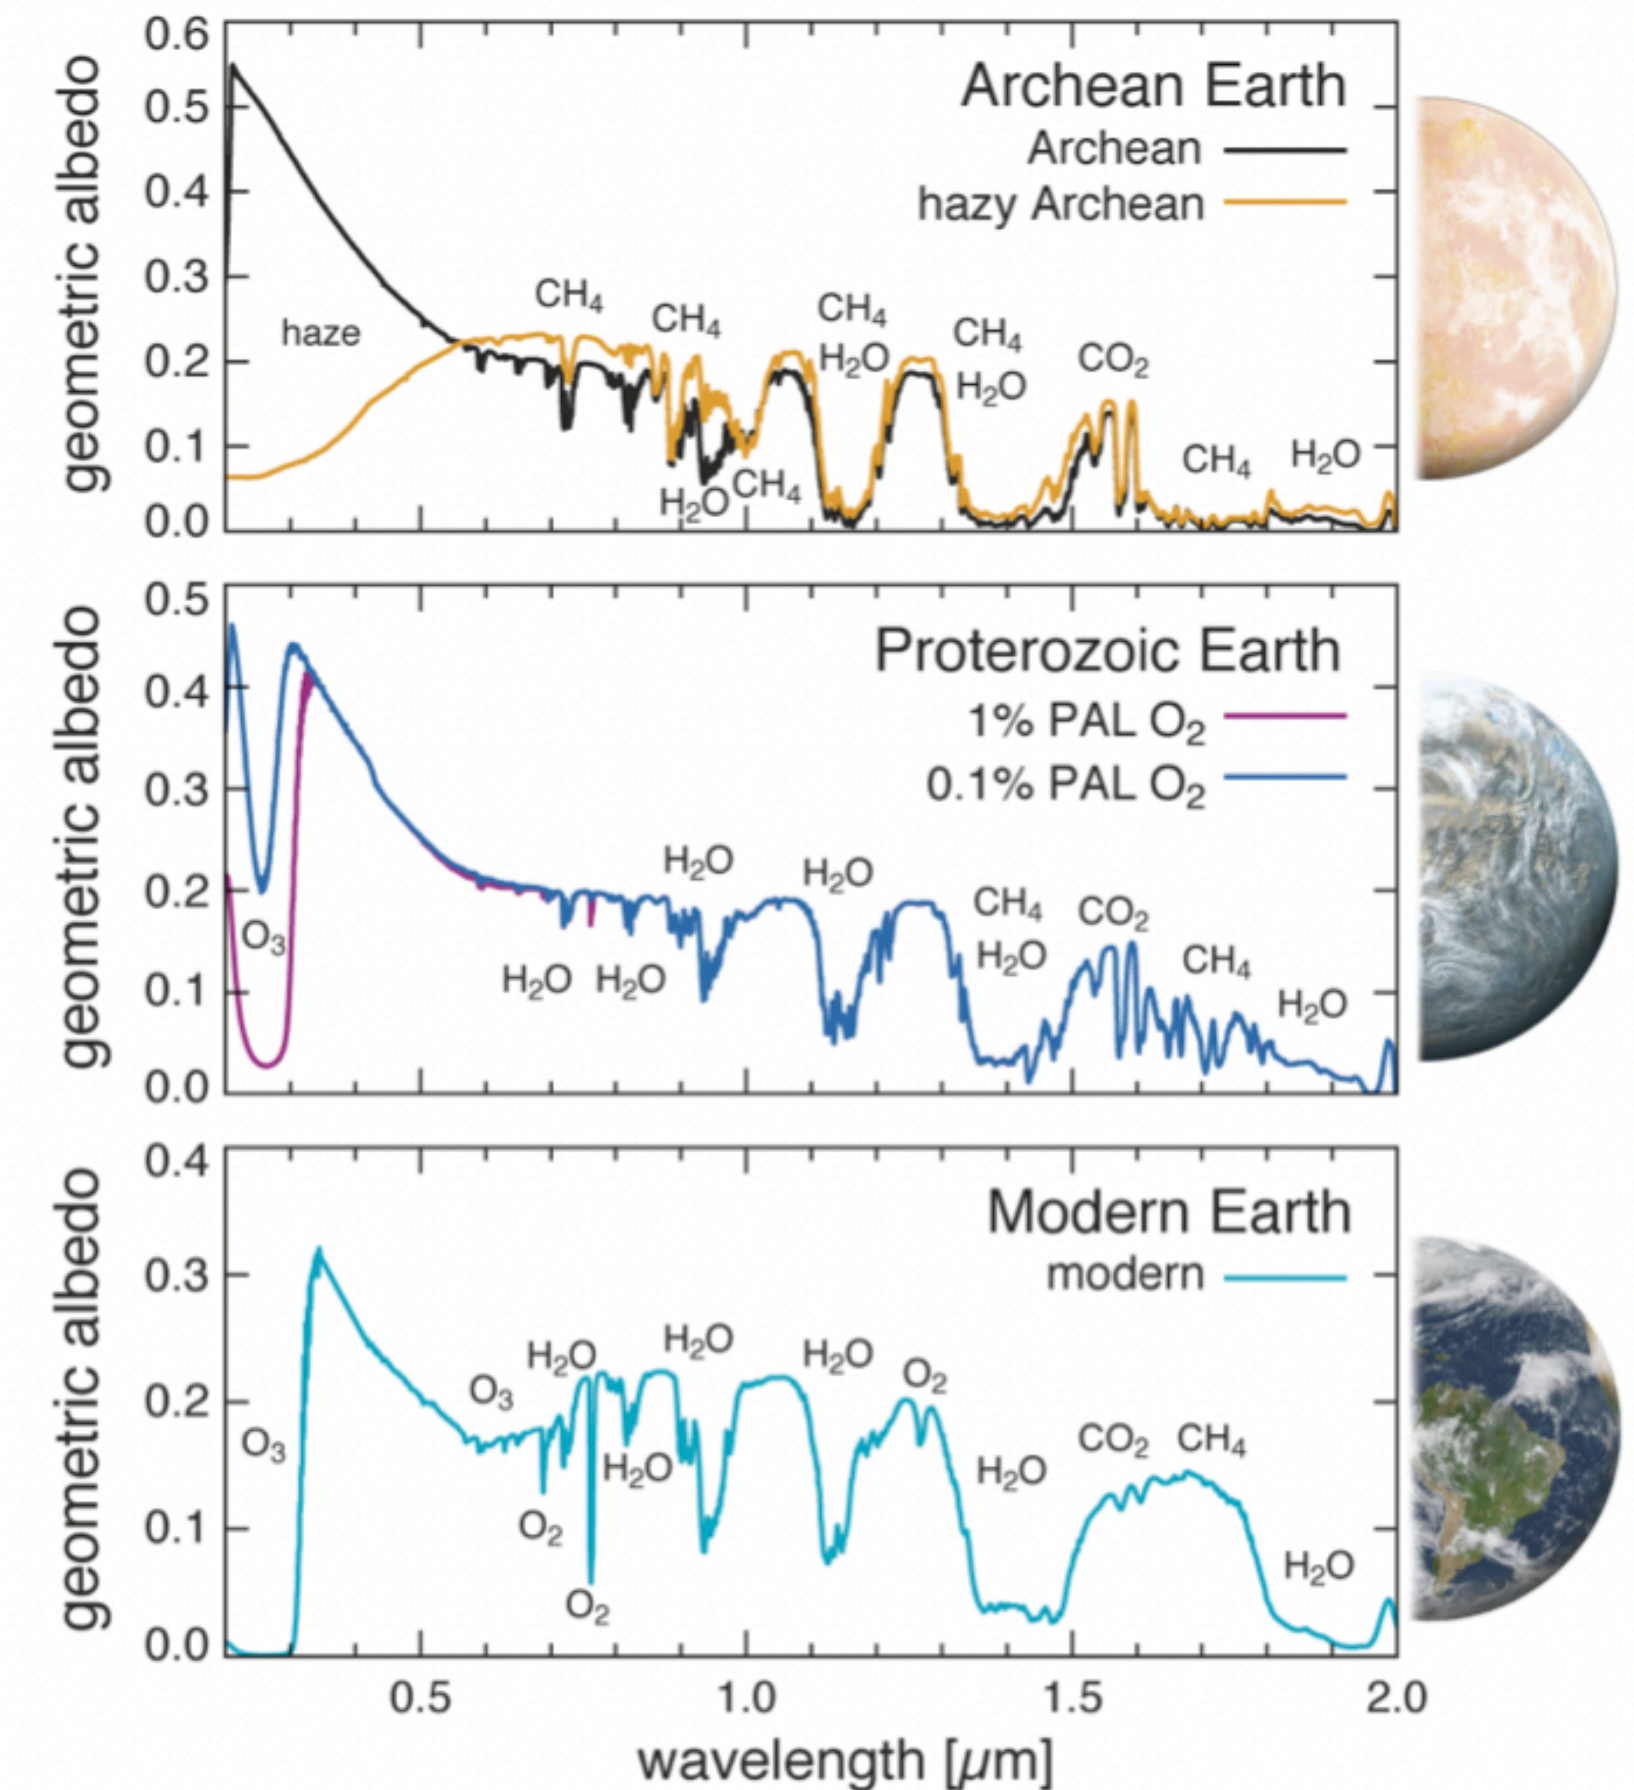 geometric albedo
0.6
0.5
0.4
0.3
0.2
0.1
0.0
Archean Earth
Archean
hazy Archean
haze
CH₄
CH₄
H₂O
CH₄
CH₄
H₂O
CH₄
H₂O
CO₂
CH₄
H₂O
geometric albedo
0.5
0.4
0.3
0.2
0.1
0.0
Proterozoic Earth
1% PAL O₂
0.1% PAL O₂
O₃
H₂O
H₂O
H₂O
H₂O
CH₄
H₂O
CO₂
CH₄
H₂O
geometric albedo
0.4
0.3
0.2
0.1
0.0
Modern Earth
modern
O₃
O₃
H₂O
O₂
O₂
H₂O
H₂O
H₂O
O₂
H₂O
CO₂
CH₄
H₂O
0.5 1.0 1.5 2.0
wavelength [µm]